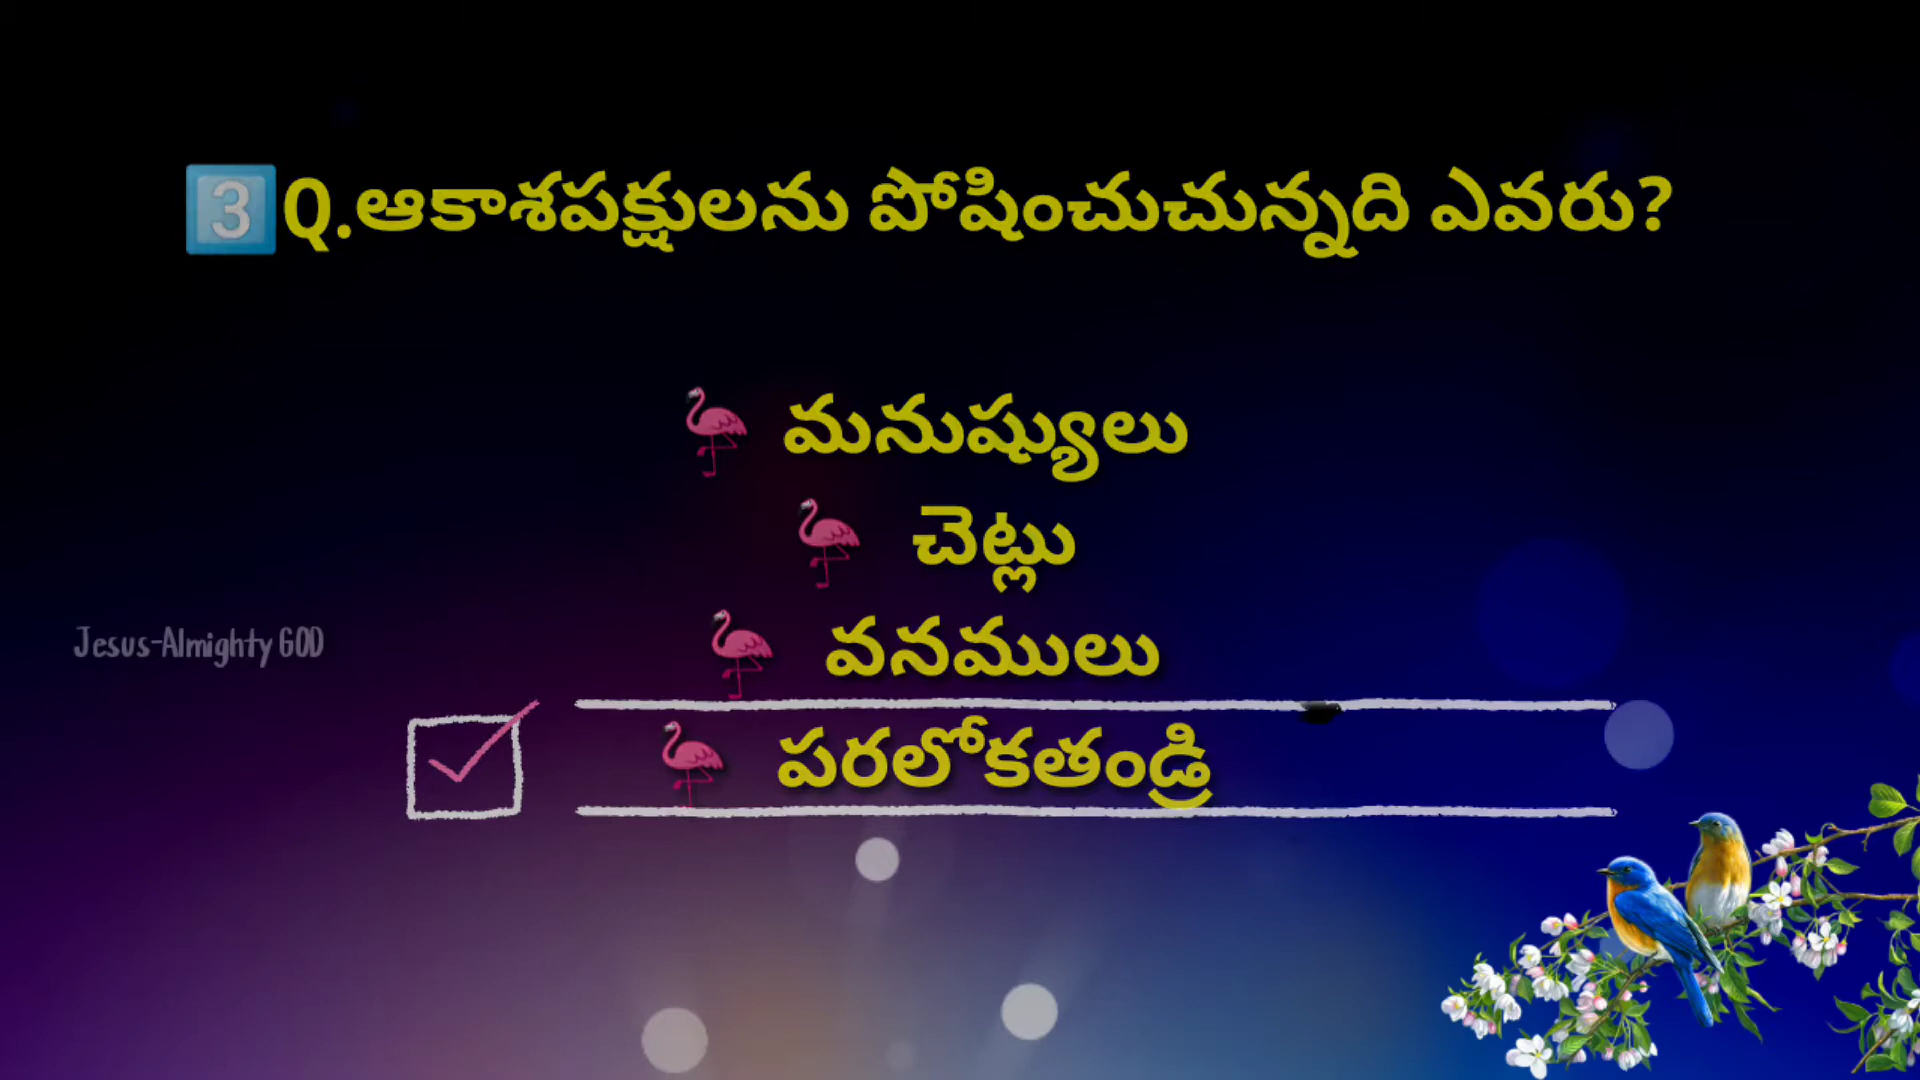 3️⃣Q.ఆకాశపక్షులను పోషించుచున్నది ఎవరు?
మనుష్యులు
చెట్లు
వనములు
Jesus-Almighty GOD
పరలోకతండ్రి